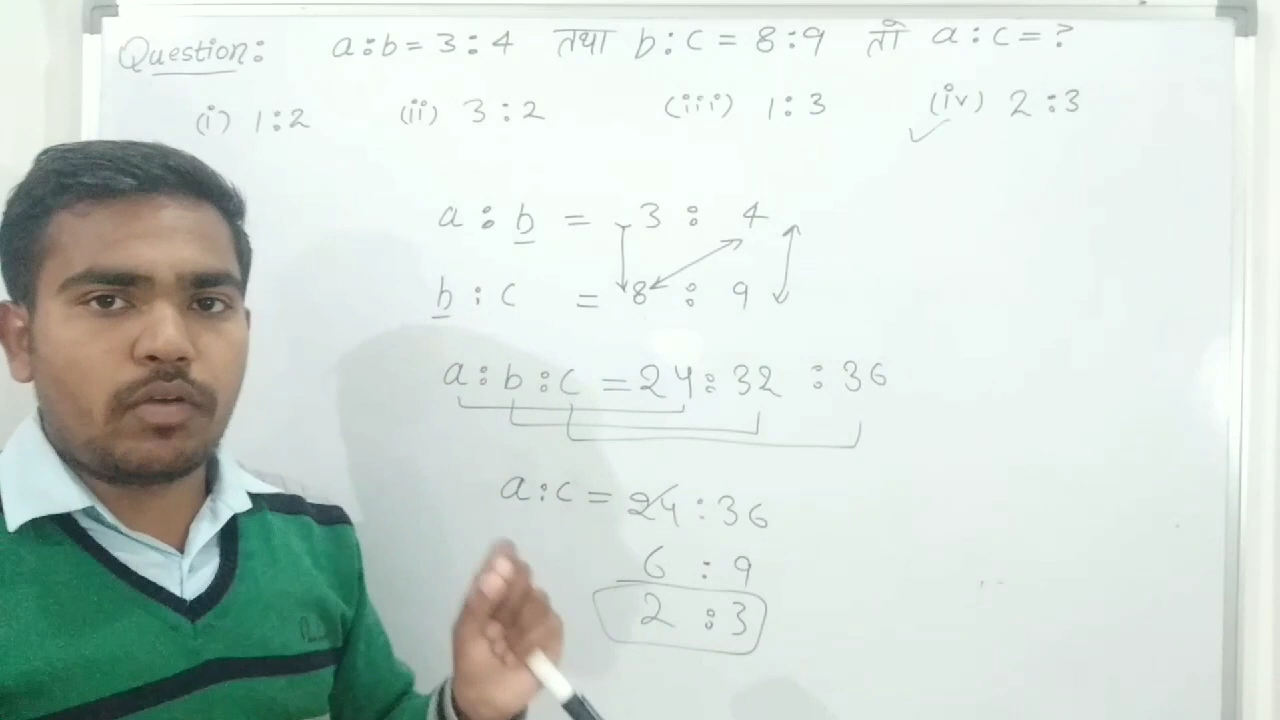 Question: a:b = 3:4 तथा b:c = 8:9 तो a:c = ?
(i) 1:2 (ii) 3:2 (iii) 1:3 (iv) 2:3
a:b = 3 : 4
b:c = 8 : 9
a:b:c = 24:32:36
a:c = 24:36
6 : 9
2 : 3